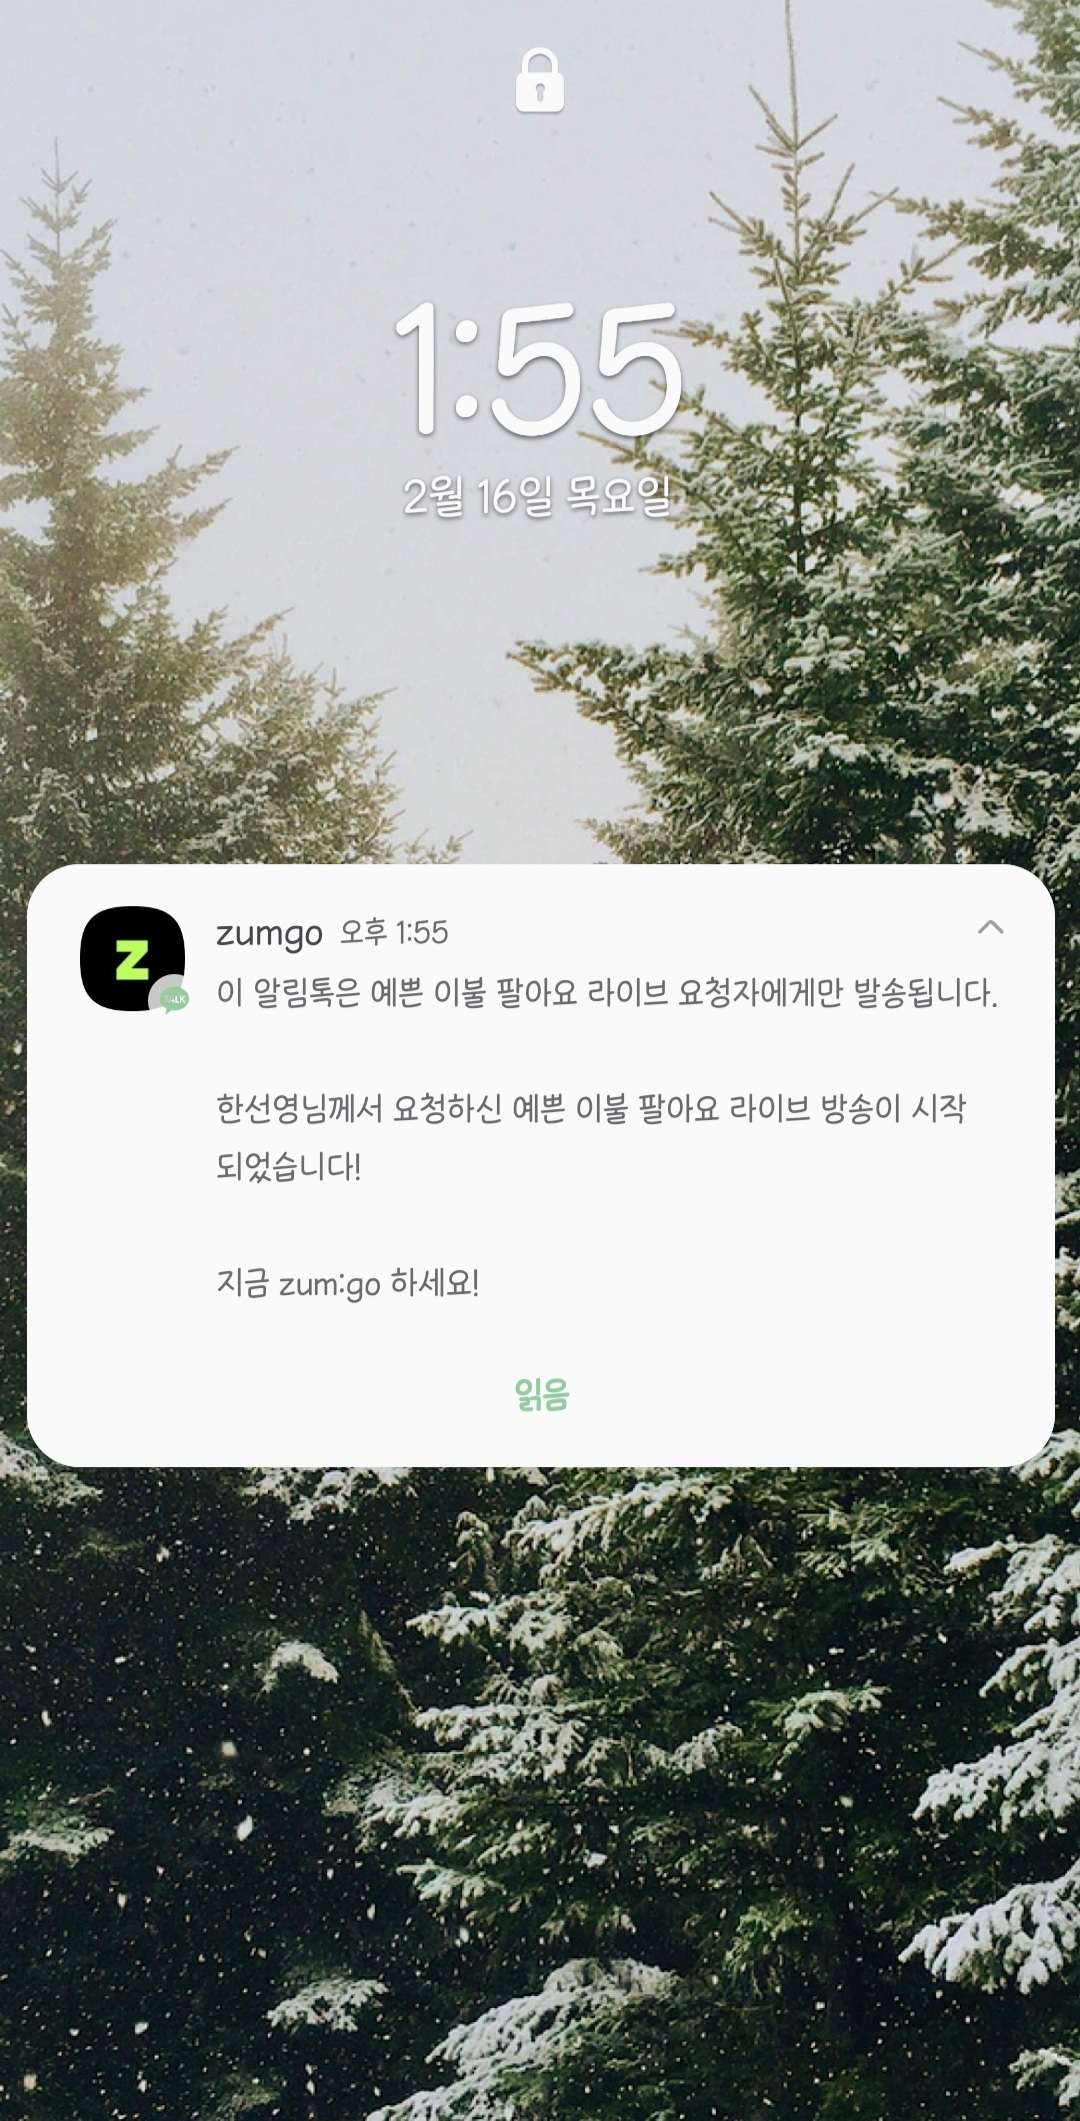 1:55
2월 16일 목요일
Z
TALK
zumgo 오후 1:55
이 알림톡은 예쁜 이불 팔아요 라이브 요청자에게만 발송됩니다.
한선영님께서 요청하신 예쁜 이불 팔아요 라이브 방송이 시작
되었습니다!
지금 zum:go 하세요!
읽음